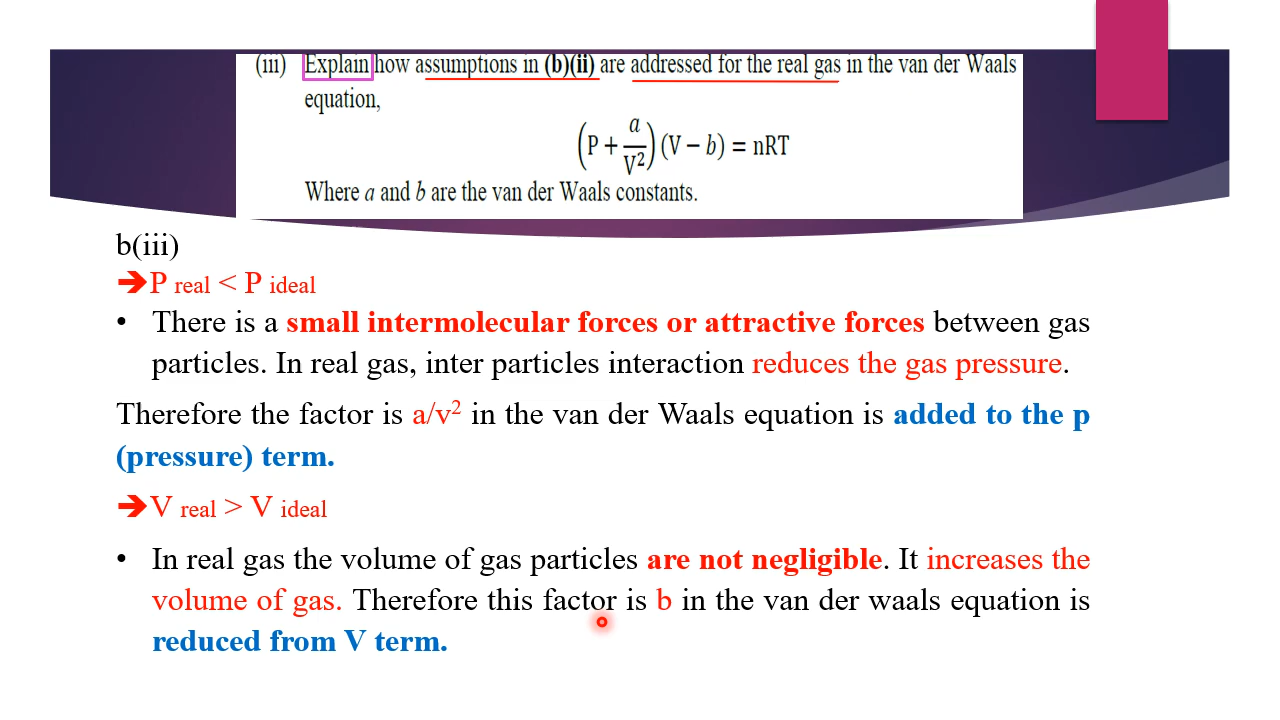 (iii) Explain how assumptions in (b)(ii) are addressed for the real gas in the van der Waals
equation,
(P + a/V²) (V − b) = nRT
Where a and b are the van der Waals constants.
b(iii)
➔P real < P ideal
• There is a small intermolecular forces or attractive forces between gas
particles. In real gas, inter particles interaction reduces the gas pressure.
Therefore the factor is a/v² in the van der Waals equation is added to the p
(pressure) term.
➔V real > V ideal
• In real gas the volume of gas particles are not negligible. It increases the
volume of gas. Therefore this factor is b in the van der waals equation is
reduced from V term.